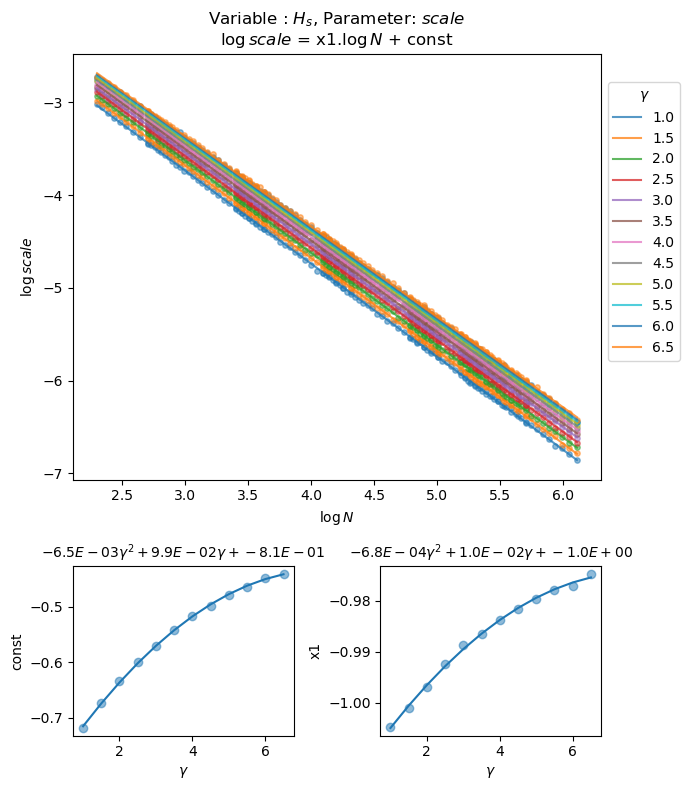 Variable : Hₛ, Parameter: scale
log scale = x1.log N + const
−3
−4
−5
−6
−7
log scale
2.5 3.0 3.5 4.0 4.5 5.0 5.5 6.0
log N
γ
1.0
1.5
2.0
2.5
3.0
3.5
4.0
4.5
5.0
5.5
6.0
6.5
−6.5E − 03γ² + 9.9E − 02γ + −8.1E − 01
−0.5
−0.6
−0.7
const
2 4 6
γ
−6.8E − 04γ² + 1.0E − 02γ + −1.0E + 00
−0.98
−0.99
−1.00
x1
2 4 6
γ